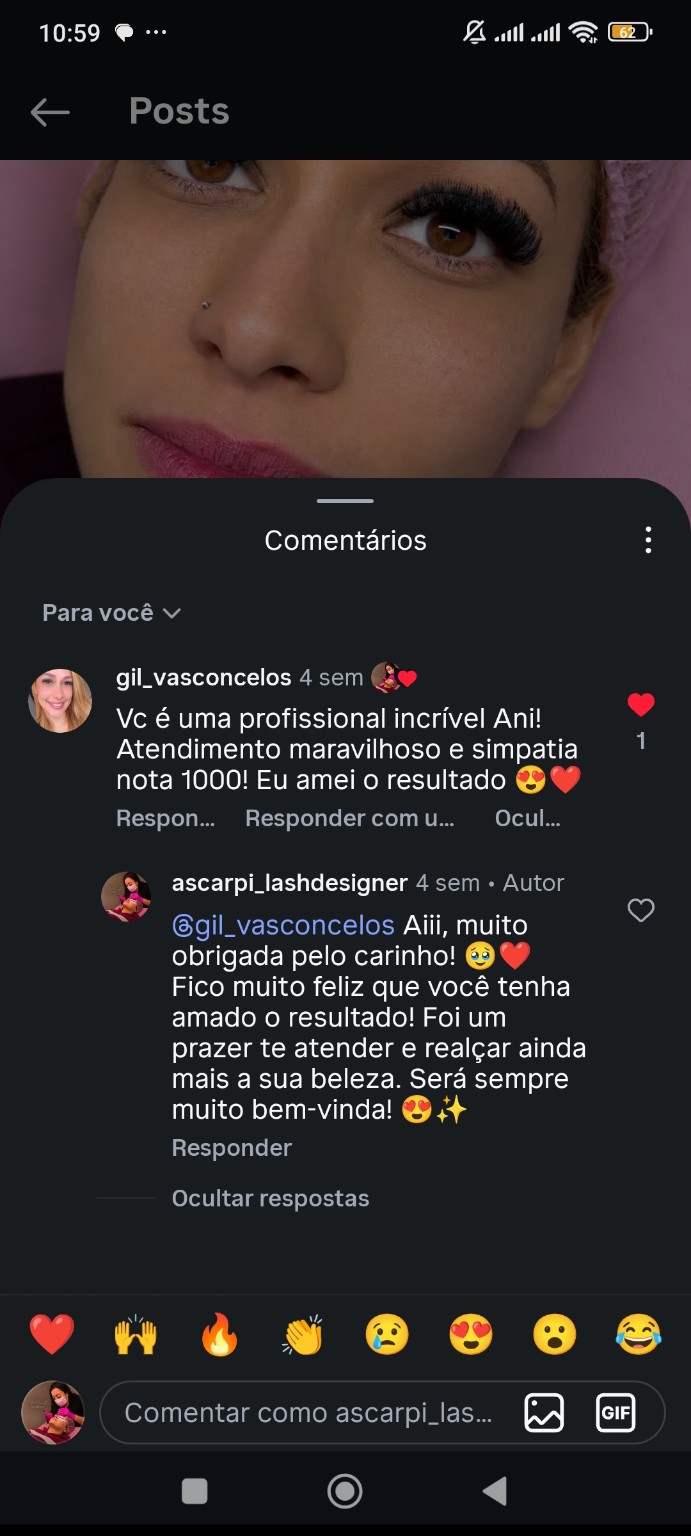 10:59
62
Posts
Comentários
Para você
gil_vasconcelos 4 sem
Vc é uma profissional incrível Ani!
Atendimento maravilhoso e simpatia
nota 1000! Eu amei o resultado 😍❤️
1
Respon... Responder com u... Ocul...
ascarpi_lashdesigner 4 sem • Autor
@gil_vasconcelos Aiii, muito
obrigada pelo carinho! 🥹❤️
Fico muito feliz que você tenha
amado o resultado! Foi um
prazer te atender e realçar ainda
mais a sua beleza. Será sempre
muito bem-vinda! 😍✨
Responder
Ocultar respostas
❤️ 🙌 🔥 👏 😢 😍 😮 😂
Comentar como ascarpi_las... GIF